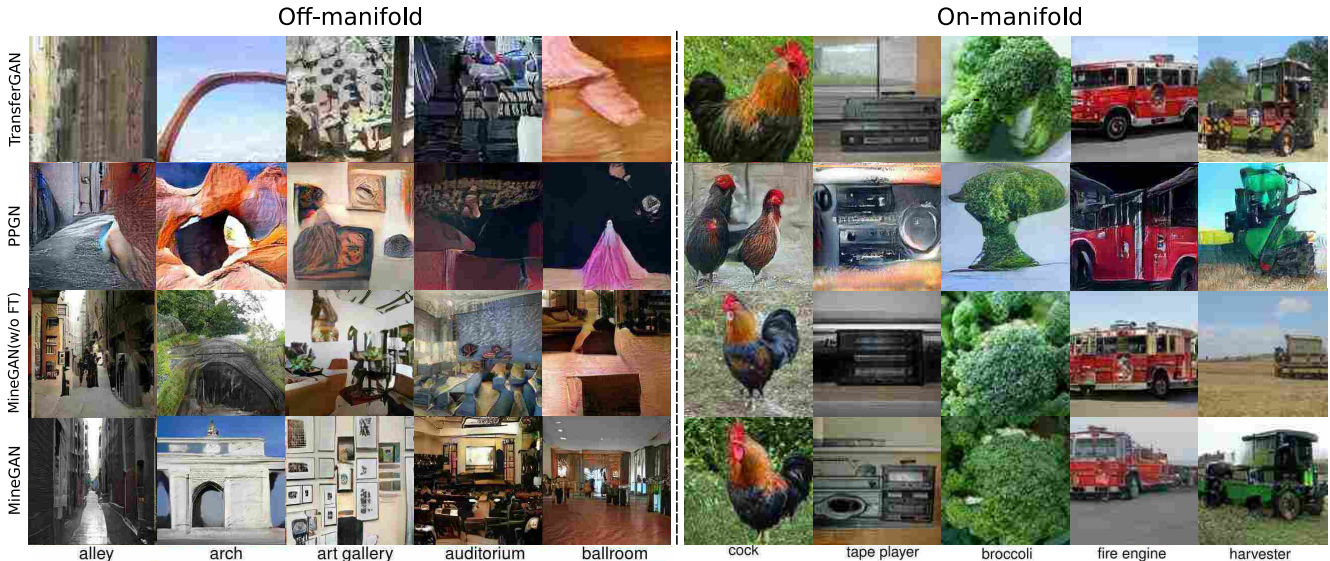 Off-manifold
On-manifold
TransferGAN
PPGN
MineGAN(w/o FT)
MineGAN
alley
arch
art gallery
auditorium
ballroom
cock
tape player
broccoli
fire engine
harvester